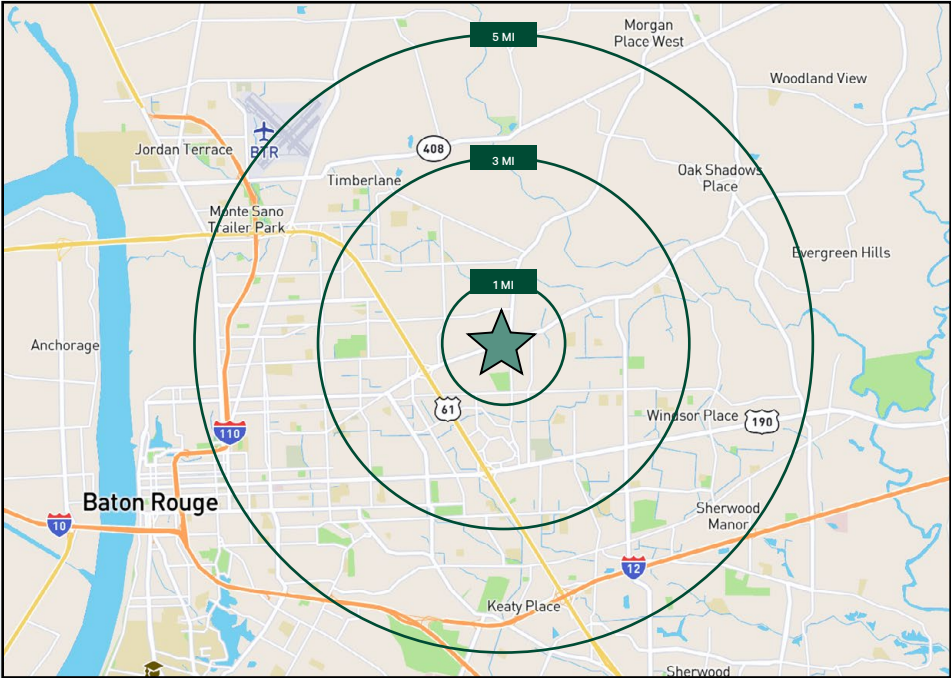 Morgan
Place West
5 MI
Woodland View
408
Jordan Terrace
BTR
3 MI
Timberlane
Oak Shadows
Place
Monte Sano
Trailer Park
Evergreen Hills
1 MI
Anchorage
61
Windsor Place
190
110
Baton Rouge
10
Sherwood
Manor
12
Keaty Place
Sherwood